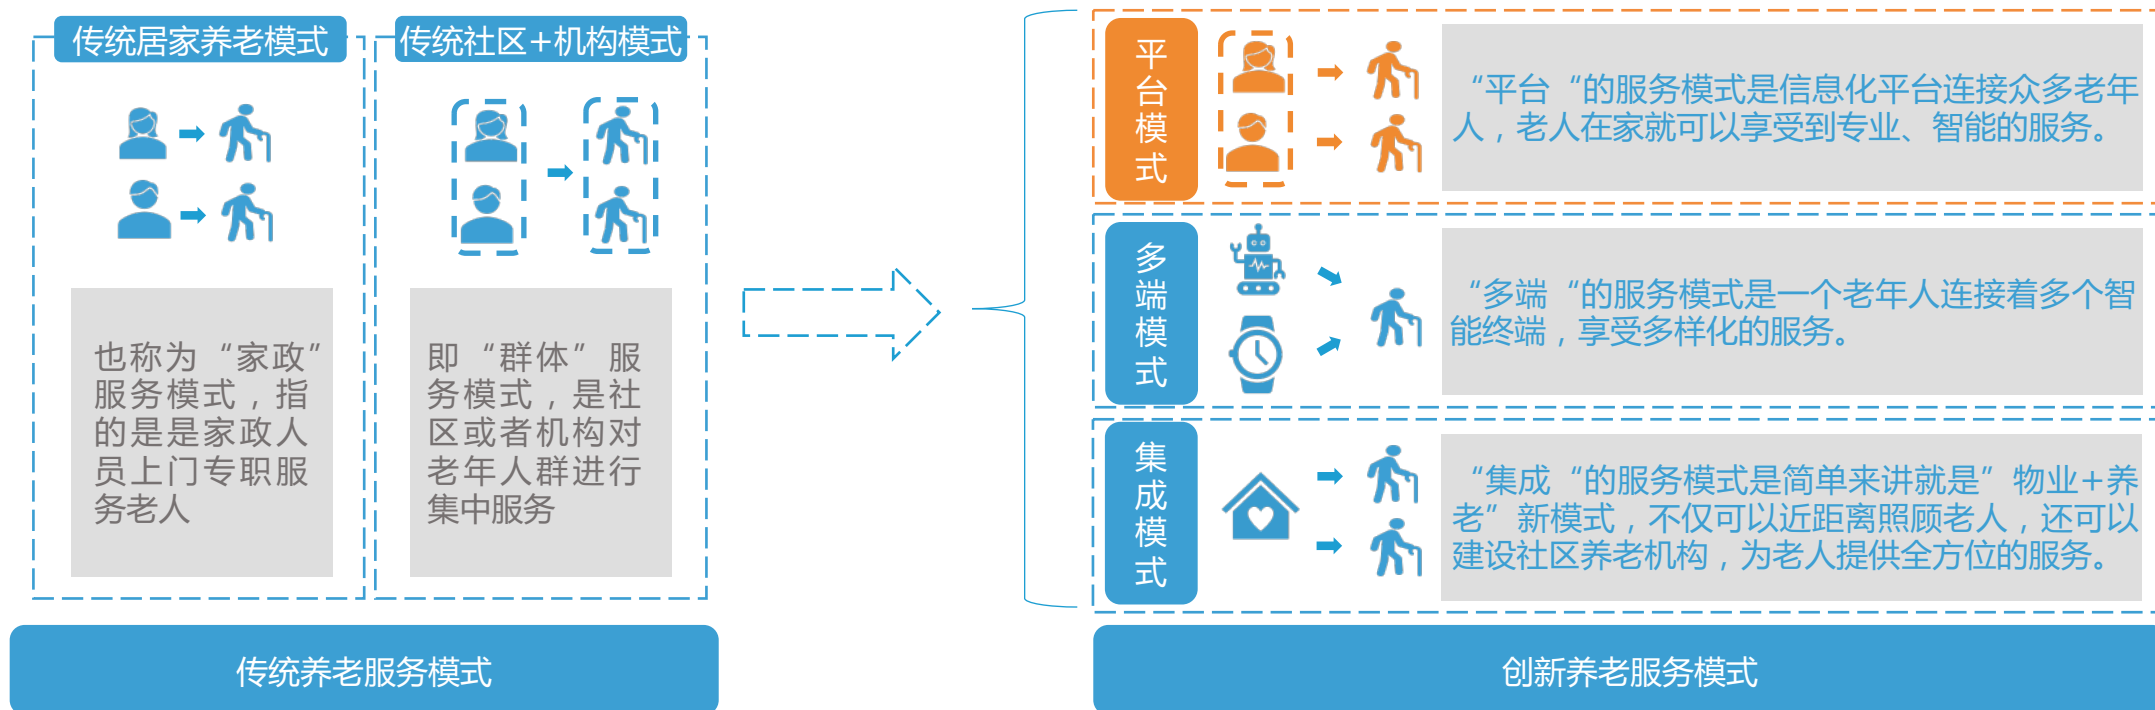 传统居家养老模式
传统社区+机构模式
也称为“家政”
服务模式，指
的是是家政人
员上门专职服
务老人
即“群体”服
务模式，是社
区或者机构对
老年人群进行
集中服务
传统养老服务模式
平台模式
“平台“的服务模式是信息化平台连接众多老年
人，老人在家就可以享受到专业、智能的服务。
多端模式
“多端“的服务模式是一个老年人连接着多个智
能终端，享受多样化的服务。
集成模式
“集成“的服务模式是简单来讲就是”物业+养
老”新模式，不仅可以近距离照顾老人，还可以
建设社区养老机构，为老人提供全方位的服务。
创新养老服务模式